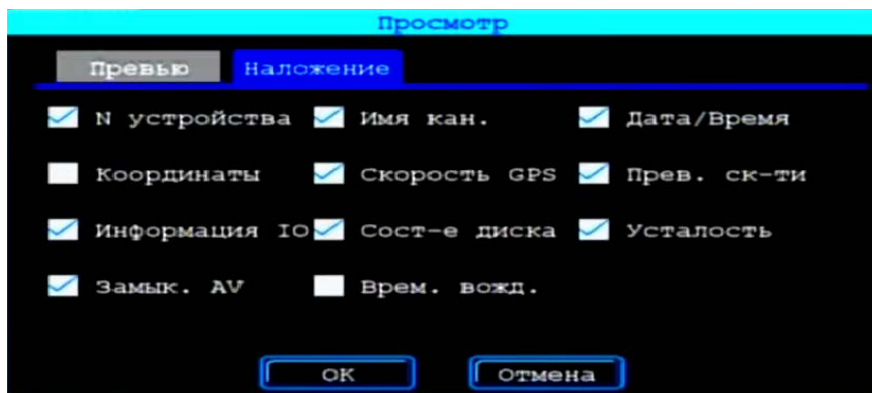 Просмотр
Превью Наложение
N устройства Имя кан. Дата/Время
Координаты Скорость GPS Прев. ск-ти
Информация IO Сост-е диска Усталость
Замык. AV Врем. вожд.
OK Отмена